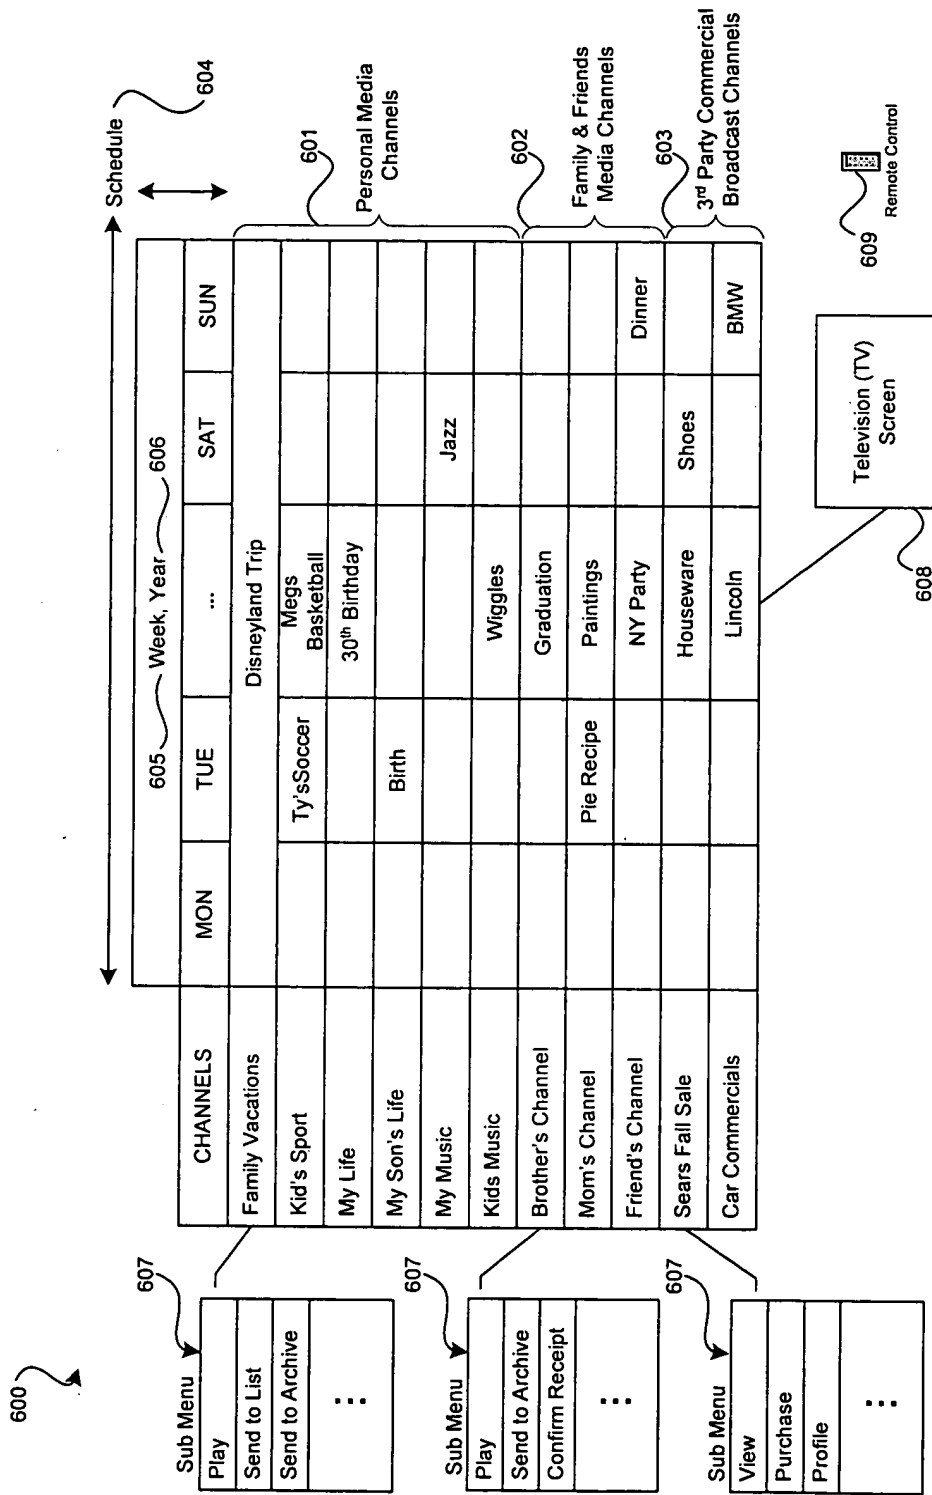 600
Schedule
604
605 Week, Year 606
CHANNELS MON TUE ... SAT SUN
Family Vacations Disneyland Trip
Kid's Sport Ty'sSoccer Megs Basketball
My Life 30th Birthday
My Son's Life Birth
My Music Jazz
Kids Music Wiggles
Brother's Channel Graduation
Mom's Channel Pie Recipe Paintings
Friend's Channel NY Party Dinner
Sears Fall Sale Houseware Shoes
Car Commercials Lincoln BMW
601
Personal Media
Channels
602
Family & Friends
Media Channels
603
3rd Party Commercial
Broadcast Channels
Sub Menu
607
Play
Send to List
Send to Archive
⋮
Sub Menu
607
Play
Send to Archive
Confirm Receipt
⋮
Sub Menu
607
View
Purchase
Profile
⋮
Television (TV)
Screen
608
609
Remote Control